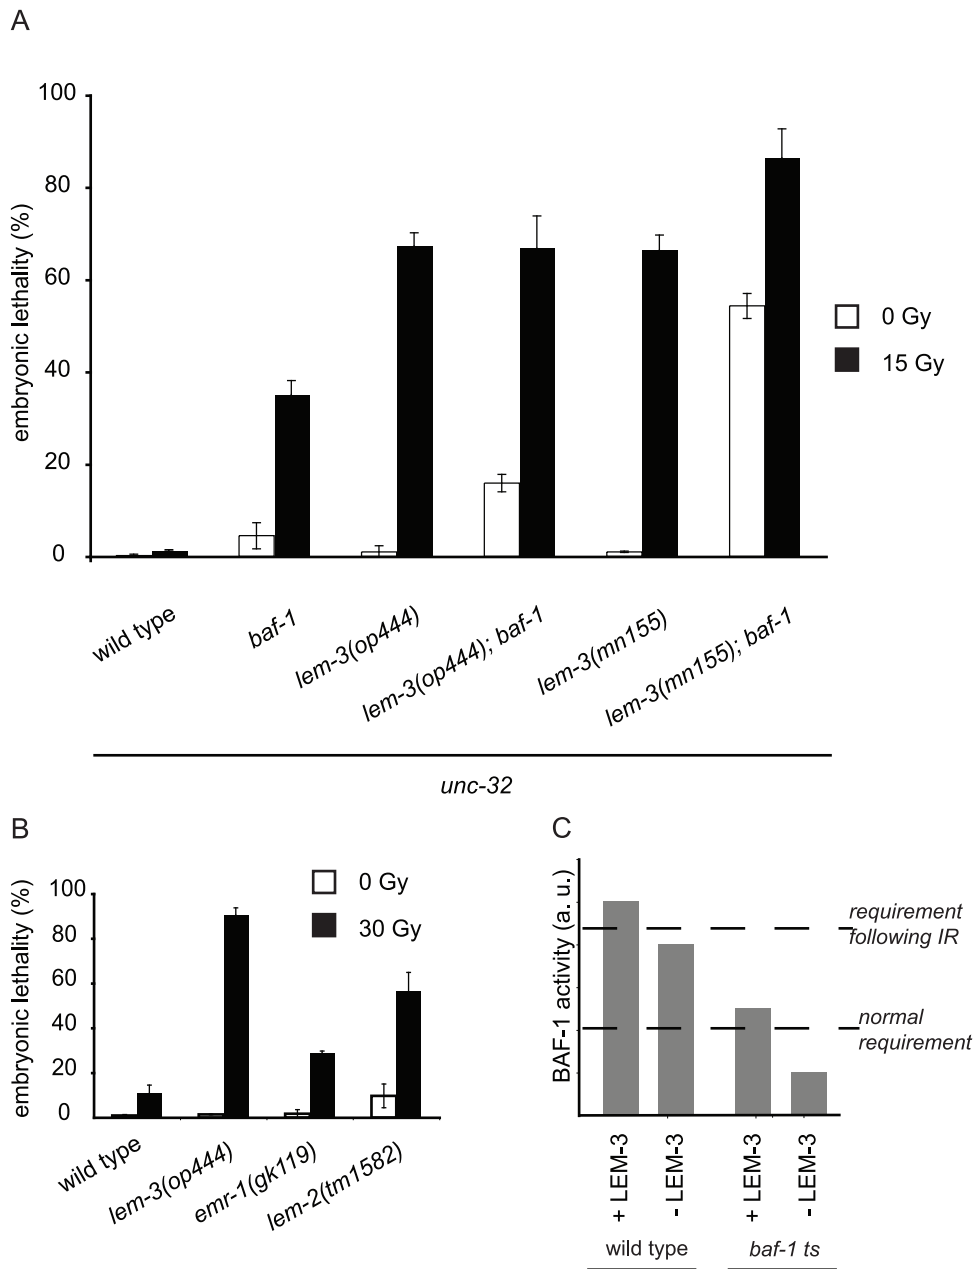 A
embryonic lethality (%)
100
80
60
40
20
0
0 Gy
15 Gy
wild type
baf-1
lem-3(op444)
lem-3(op444); baf-1
lem-3(mn155)
lem-3(mn155); baf-1
unc-32
B
embryonic lethality (%)
100
80
60
40
20
0
0 Gy
30 Gy
wild type
lem-3(op444)
emr-1(gk119)
lem-2(tm1582)
C
BAF-1 activity (a. u.)
requirement
following IR
normal
requirement
+ LEM-3
- LEM-3
+ LEM-3
- LEM-3
wild type
baf-1 ts